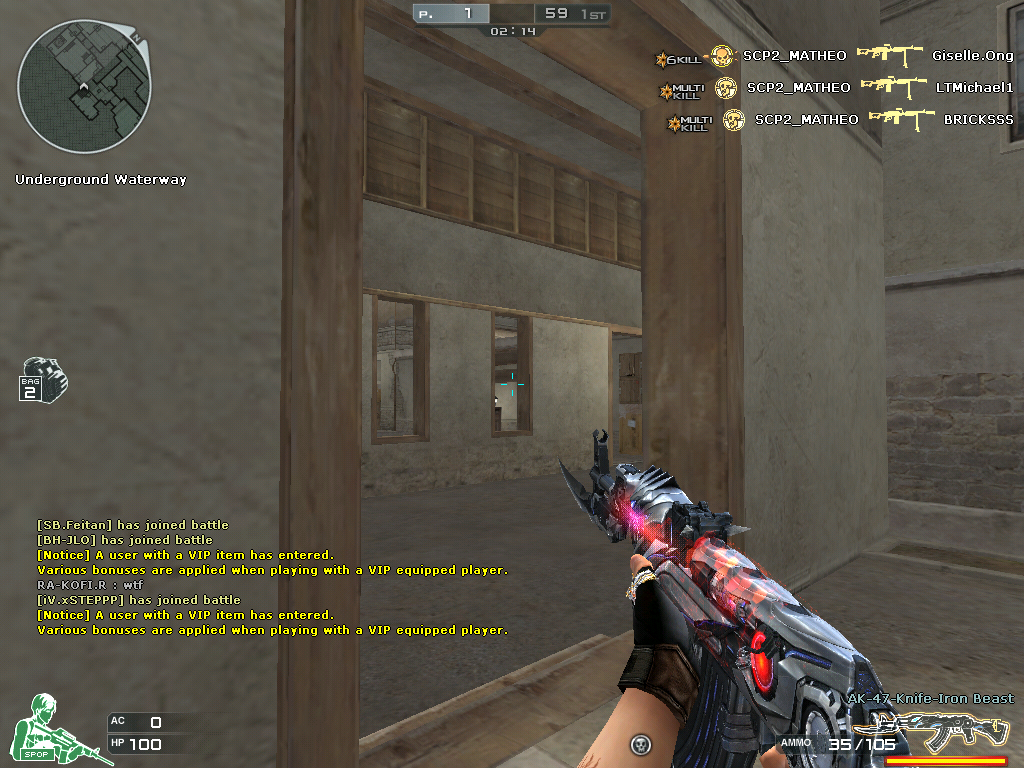 P. 1 59 1ST
02:14
6KILL SCP2_MATHEO Giselle.Ong
MULTI KILL SCP2_MATHEO LTMichael1
MULTI KILL SCP2_MATHEO BRICKSSS
N
Underground Waterway
BAG
2
[SB.Feitan] has joined battle
[BH-JLO] has joined battle
[Notice] A user with a VIP item has entered.
Various bonuses are applied when playing with a VIP equipped player.
RA-KOFI.R : wtf
[iV.xSTEPPP] has joined battle
[Notice] A user with a VIP item has entered.
Various bonuses are applied when playing with a VIP equipped player.
AK-47-Knife-Iron Beast
SPOP
AC 0
HP 100
AMMO 35/105